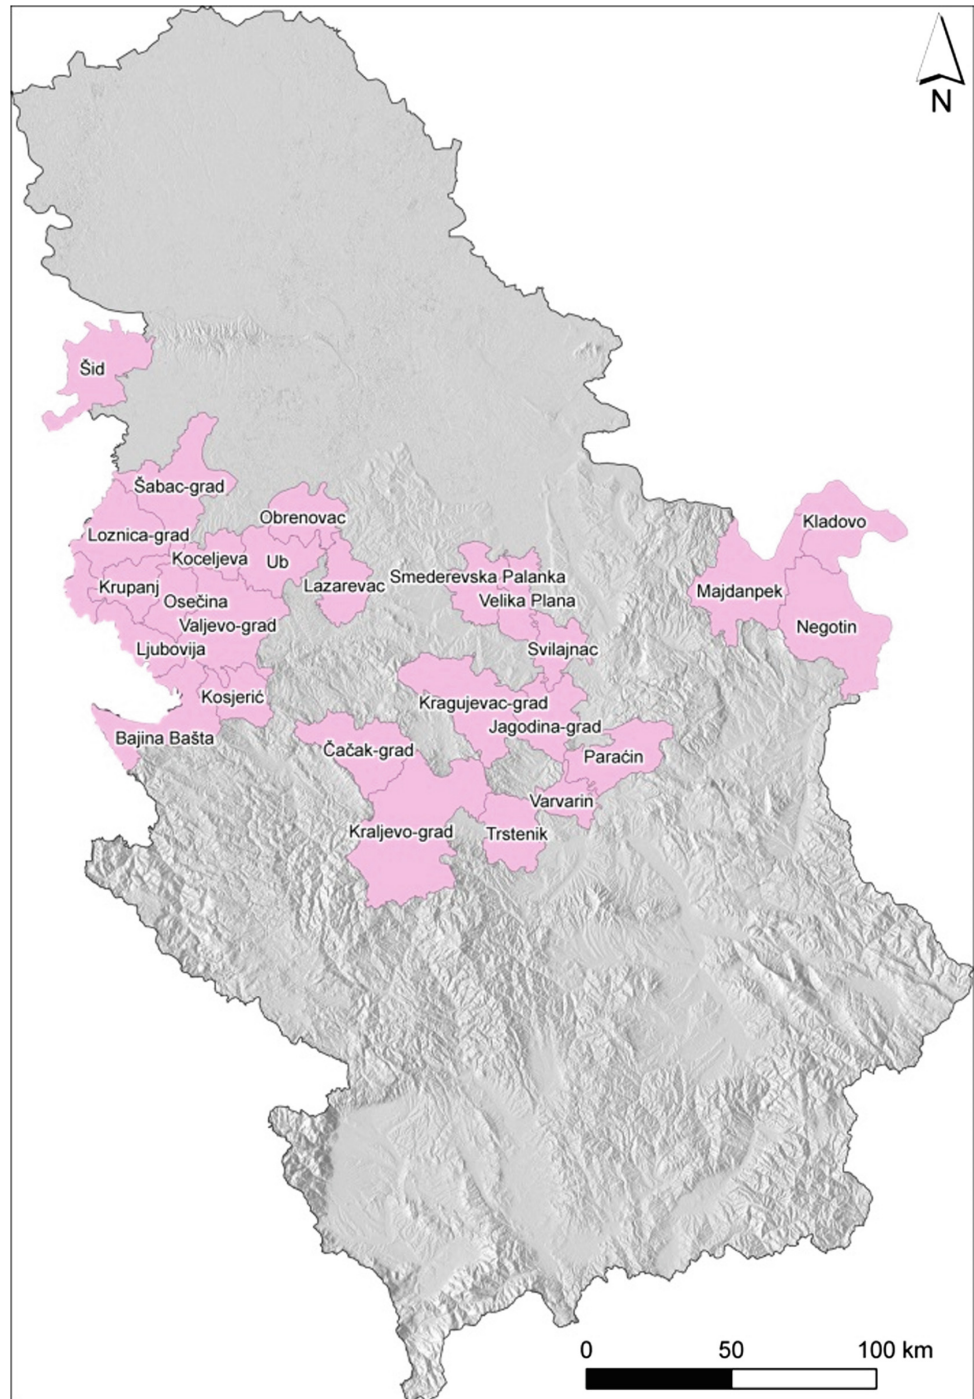 N
Šid
Šabac-grad
Obrenovac
Kladovo
Loznica-grad
Koceljeva
Ub
Lazarevac
Smederevska Palanka
Krupanj
Majdanpek
Osečina
Velika Plana
Valjevo-grad
Negotin
Ljubovija
Svilajnac
Kosjerić
Kragujevac-grad
Jagodina-grad
Bajina Bašta
Čačak-grad
Paraćin
Varvarin
Kraljevo-grad
Trstenik
0 50 100 km